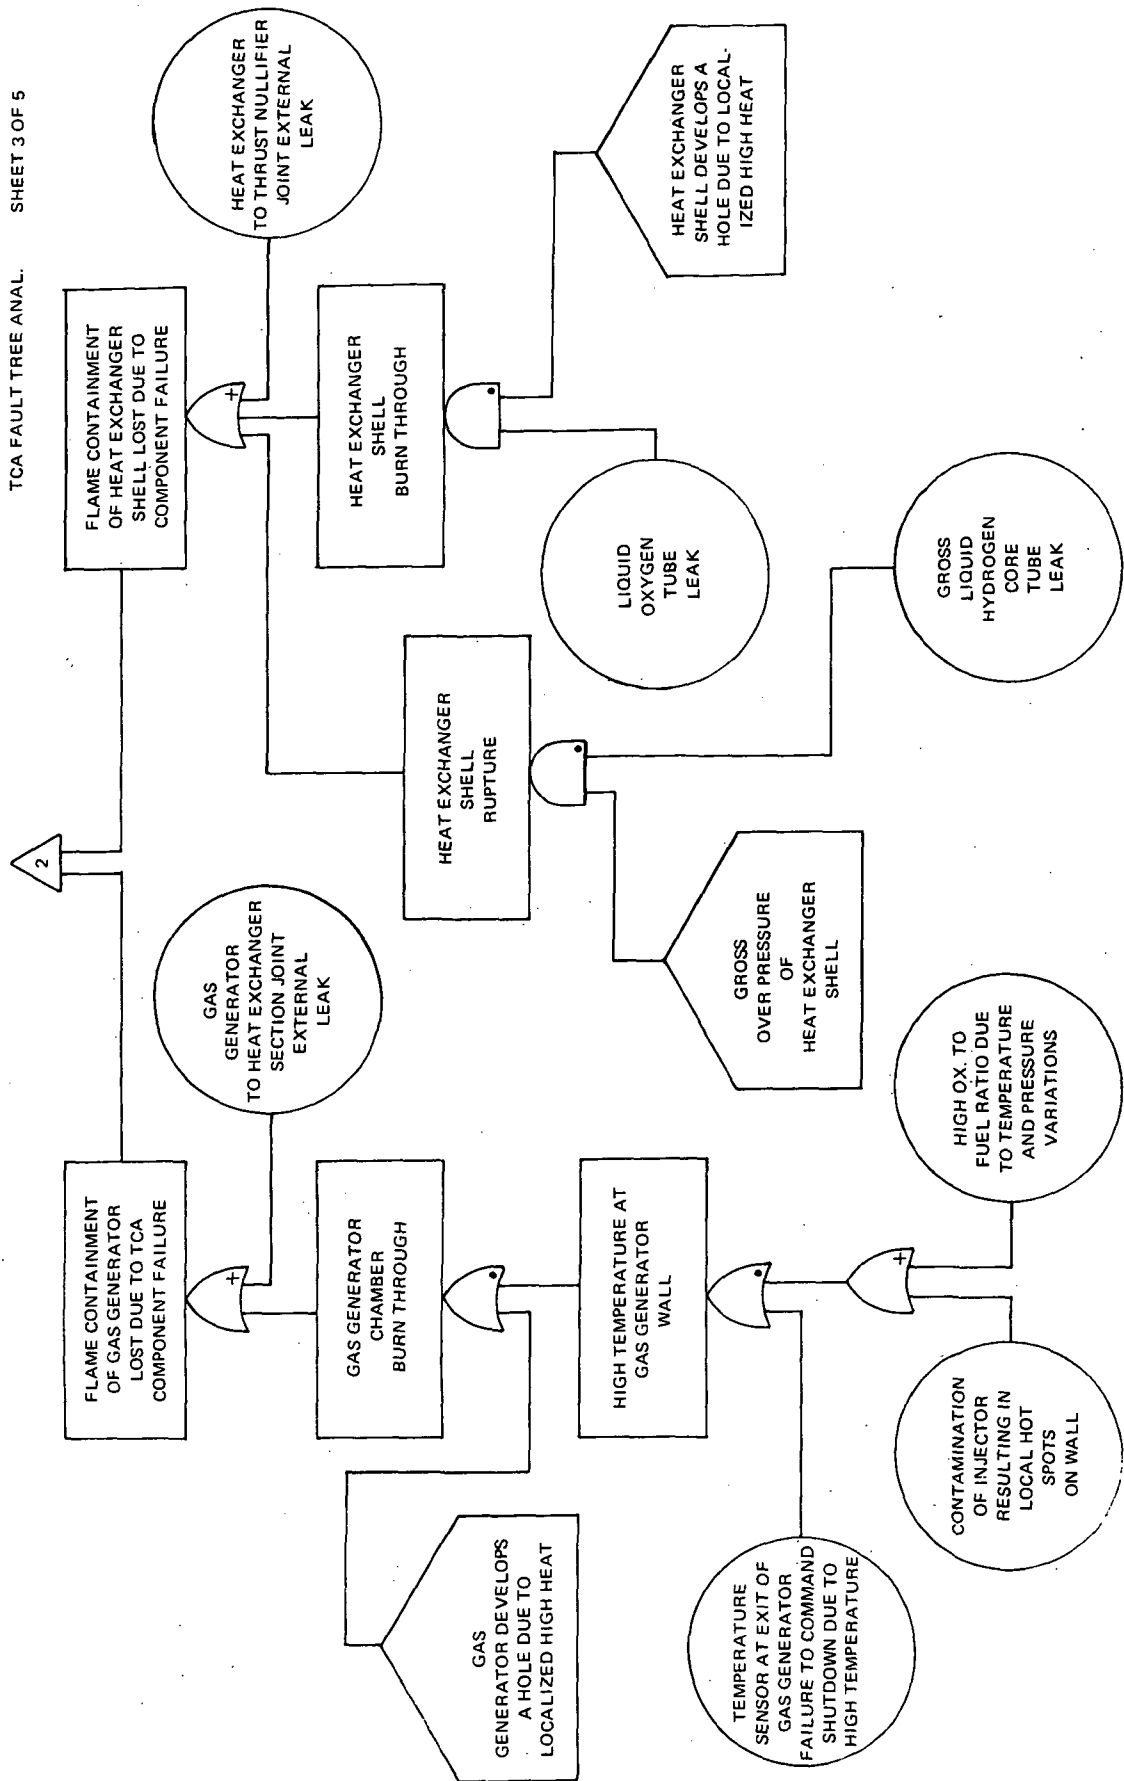 TCA FAULT TREE ANAL.
SHEET 3 OF 5
2
FLAME CONTAINMENT
OF GAS GENERATOR
LOST DUE TO TCA
COMPONENT FAILURE
FLAME CONTAINMENT
OF HEAT EXCHANGER
SHELL LOST DUE TO
COMPONENT FAILURE
+
+
GAS
GENERATOR
TO HEAT EXCHANGER
SECTION JOINT
EXTERNAL
LEAK
HEAT EXCHANGER
TO THRUST NULLIFIER
JOINT EXTERNAL
LEAK
GAS GENERATOR
CHAMBER
BURN THROUGH
HEAT EXCHANGER
SHELL
RUPTURE
HEAT EXCHANGER
SHELL
BURN THROUGH
GAS
GENERATOR DEVELOPS
A HOLE DUE TO
LOCALIZED HIGH HEAT
HIGH TEMPERATURE AT
GAS GENERATOR
WALL
LIQUID
OXYGEN
TUBE
LEAK
HEAT EXCHANGER
SHELL DEVELOPS A
HOLE DUE TO LOCAL-
IZED HIGH HEAT
GROSS
OVER PRESSURE
OF
HEAT EXCHANGER
SHELL
TEMPERATURE
SENSOR AT EXIT OF
GAS GENERATOR
FAILURE TO COMMAND
SHUTDOWN DUE TO
HIGH TEMPERATURE
+
CONTAMINATION
OF INJECTOR
RESULTING IN
LOCAL HOT
SPOTS
ON WALL
HIGH OX. TO
FUEL RATIO DUE
TO TEMPERATURE
AND PRESSURE
VARIATIONS
GROSS
LIQUID
HYDROGEN
CORE
TUBE
LEAK